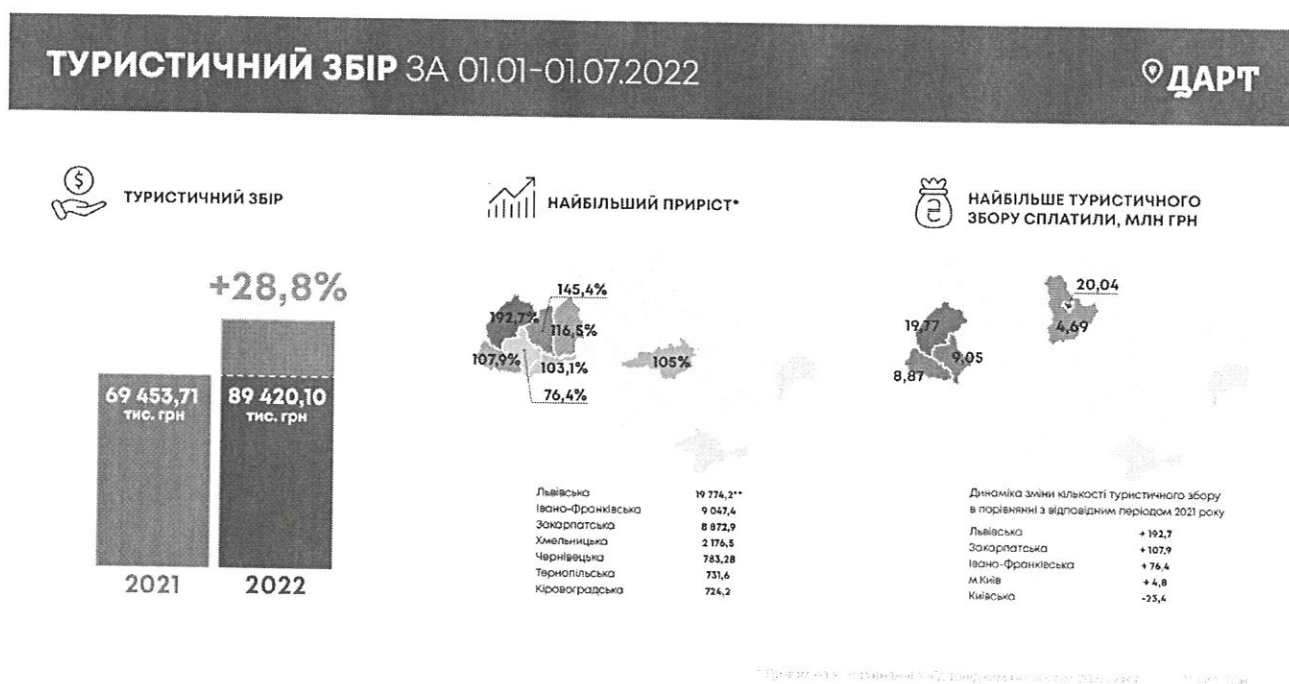 ТУРИСТИЧНИЙ ЗБІР ЗА 01.01-01.07.2022
ДАРТ
ТУРИСТИЧНИЙ ЗБІР
+28,8%
69 453,71
тис. грн
89 420,10
тис. грн
2021
2022
НАЙБІЛЬШИЙ ПРИРІСТ*
145,4%
192,7%
116,5%
107,9%
103,1%
105%
76,4%
Львівська 19 774,2**
Івано-Франківська 9 047,4
Закарпатська 8 872,9
Хмельницька 2 176,5
Чернівецька 783,28
Тернопільська 731,6
Кіровоградська 724,2
НАЙБІЛЬШЕ ТУРИСТИЧНОГО
ЗБОРУ СПЛАТИЛИ, МЛН ГРН
20,04
19,77
4,69
9,05
8,87
Динаміка зміни кількості туристичного збору
в порівнянні з відповідним періодом 2021 року
Львівська + 192,7
Закарпатська + 107,9
Івано-Франківська + 76,4
м.Київ + 4,8
Київська -23,4